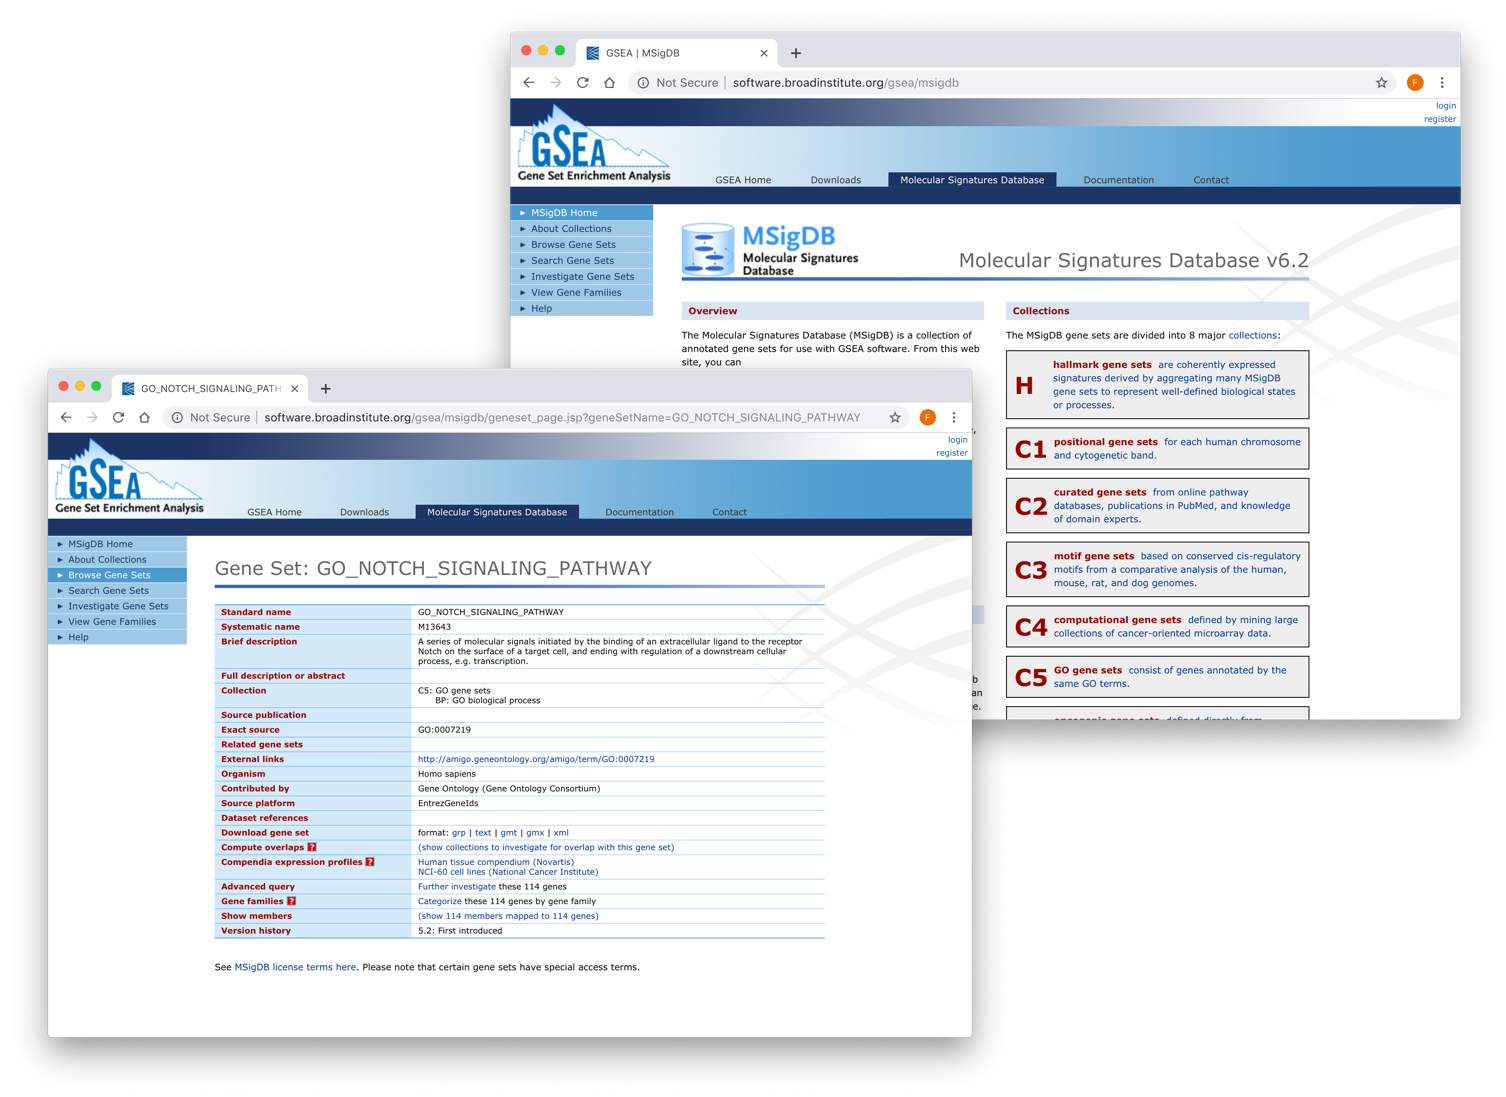 GSEA | MSigDB
Not Secure | software.broadinstitute.org/gsea/msigdb
F
login
register
GSEA
Gene Set Enrichment Analysis
GSEA Home Downloads Molecular Signatures Database Documentation Contact
MSigDB Home
About Collections
Browse Gene Sets
Search Gene Sets
Investigate Gene Sets
View Gene Families
Help
MSigDB
Molecular Signatures
Database
Molecular Signatures Database v6.2
Overview
The Molecular Signatures Database (MSigDB) is a collection of
annotated gene sets for use with GSEA software. From this web
site, you can
Collections
The MSigDB gene sets are divided into 8 major collections:
H
hallmark gene sets are coherently expressed
signatures derived by aggregating many MSigDB
gene sets to represent well-defined biological states
or processes.
C1
positional gene sets for each human chromosome
and cytogenetic band.
C2
curated gene sets from online pathway
databases, publications in PubMed, and knowledge
of domain experts.
C3
motif gene sets based on conserved cis-regulatory
motifs from a comparative analysis of the human,
mouse, rat, and dog genomes.
C4
computational gene sets defined by mining large
collections of cancer-oriented microarray data.
C5
GO gene sets consist of genes annotated by the
same GO terms.
oncogenic gene sets defined directly from
b
an
e.
GO_NOTCH_SIGNALING_PATH
Not Secure | software.broadinstitute.org/gsea/msigdb/geneset_page.jsp?geneSetName=GO_NOTCH_SIGNALING_PATHWAY
F
login
register
GSEA
Gene Set Enrichment Analysis
GSEA Home Downloads Molecular Signatures Database Documentation Contact
MSigDB Home
About Collections
Browse Gene Sets
Search Gene Sets
Investigate Gene Sets
View Gene Families
Help
Gene Set: GO_NOTCH_SIGNALING_PATHWAY
Standard name GO_NOTCH_SIGNALING_PATHWAY
Systematic name M13643
Brief description A series of molecular signals initiated by the binding of an extracellular ligand to the receptor
Notch on the surface of a target cell, and ending with regulation of a downstream cellular
process, e.g. transcription.
Full description or abstract
Collection C5: GO gene sets
BP: GO biological process
Source publication
Exact source GO:0007219
Related gene sets
External links http://amigo.geneontology.org/amigo/term/GO:0007219
Organism Homo sapiens
Contributed by Gene Ontology (Gene Ontology Consortium)
Source platform EntrezGeneIds
Dataset references
Download gene set format: grp | text | gmt | gmx | xml
Compute overlaps ? (show collections to investigate for overlap with this gene set)
Compendia expression profiles ? Human tissue compendium (Novartis)
NCI-60 cell lines (National Cancer Institute)
Advanced query Further investigate these 114 genes
Gene families ? Categorize these 114 genes by gene family
Show members (show 114 members mapped to 114 genes)
Version history 5.2: First introduced
See MSigDB license terms here. Please note that certain gene sets have special access terms.